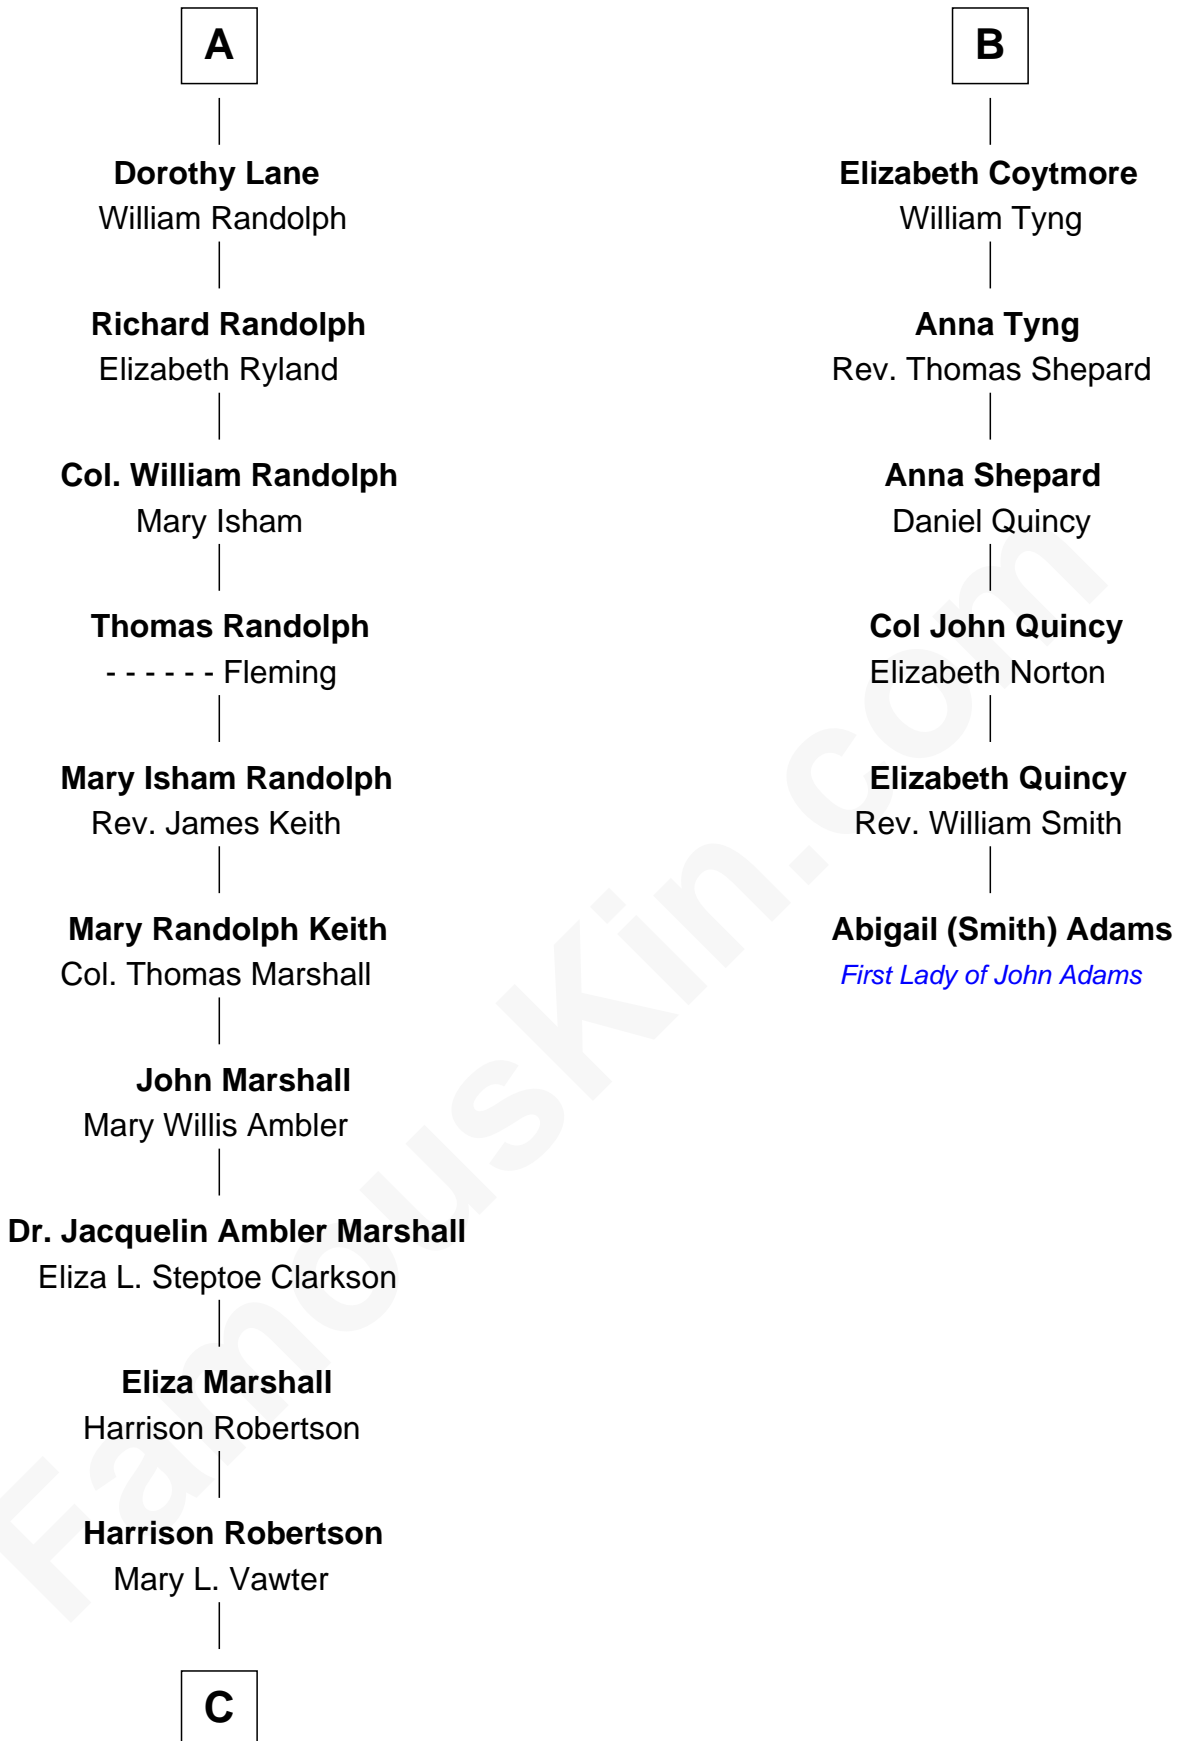 A
Dorothy Lane
William Randolph
Richard Randolph
Elizabeth Ryland
Col. William Randolph
Mary Isham
Thomas Randolph
- - - - - - Fleming
Mary Isham Randolph
Rev. James Keith
Mary Randolph Keith
Col. Thomas Marshall
John Marshall
Mary Willis Ambler
Dr. Jacquelin Ambler Marshall
Eliza L. Steptoe Clarkson
Eliza Marshall
Harrison Robertson
Harrison Robertson
Mary L. Vawter
C
B
Elizabeth Coytmore
William Tyng
Anna Tyng
Rev. Thomas Shepard
Anna Shepard
Daniel Quincy
Col John Quincy
Elizabeth Norton
Elizabeth Quincy
Rev. William Smith
Abigail (Smith) Adams
First Lady of John Adams
FamousKin.com